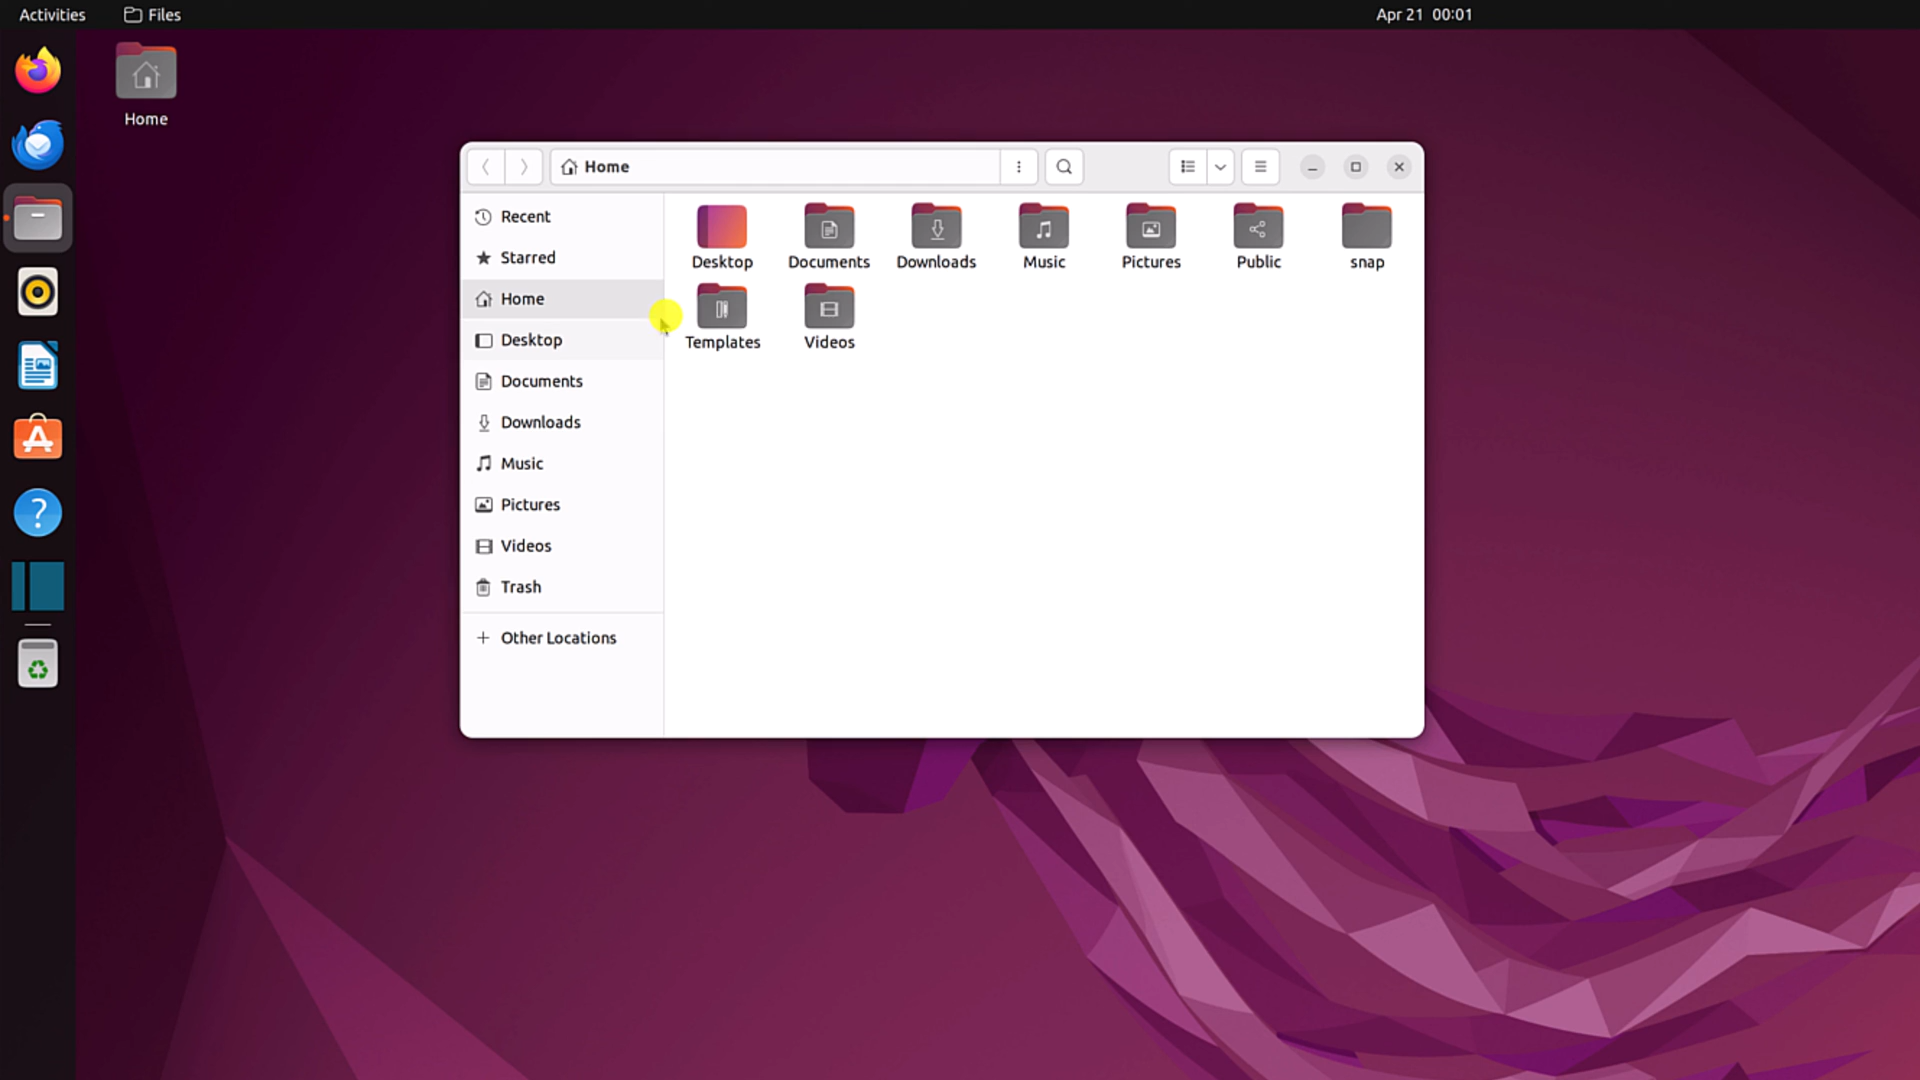 Activities Files Apr 21 00:01
Home
Home
Recent
Starred
Home
Desktop
Documents
Downloads
Music
Pictures
Videos
Trash
Other Locations
Desktop Documents Downloads Music Pictures Public snap
Templates Videos